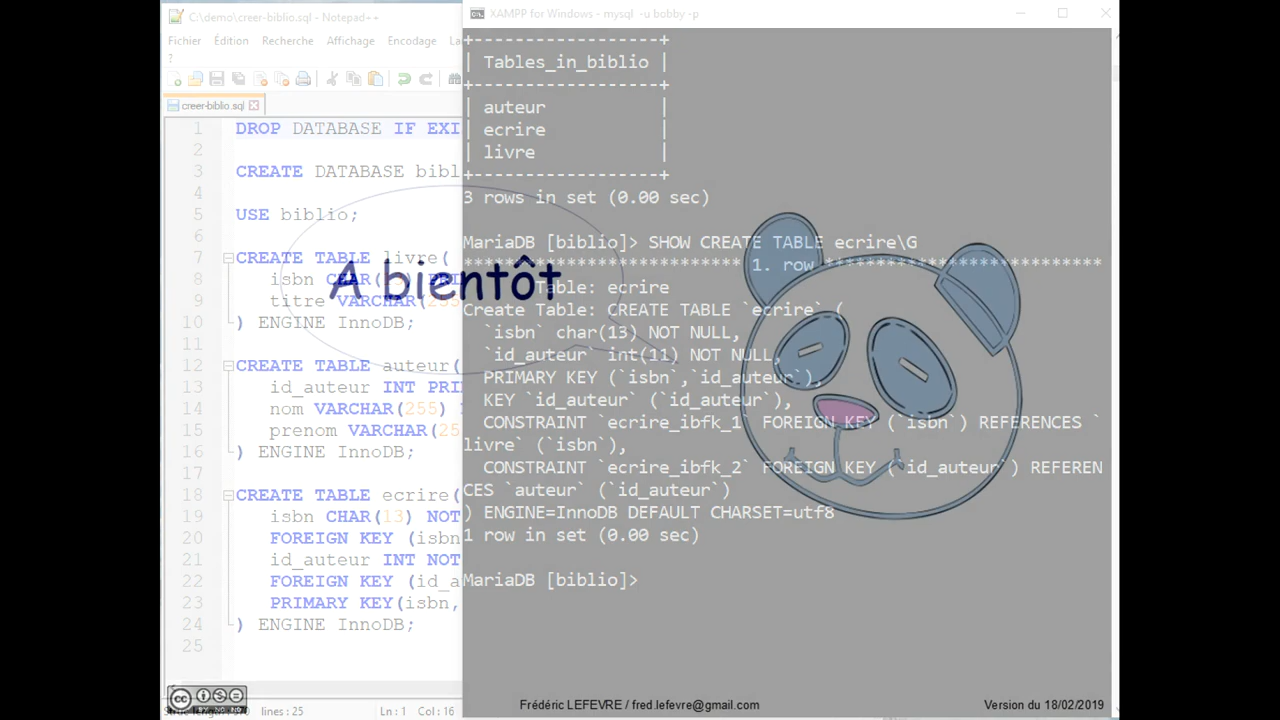 C:\demo\creer-biblio.sql - Notepad++
Fichier Édition Recherche Affichage Encodage
?
creer-biblio.sql
1 DROP DATABASE IF EXI
2
3 CREATE DATABASE bibl
4
5 USE biblio;
6
7 CREATE TABLE livre(
8 isbn CHAR(13) PRI
9 titre VARCHAR(255
10 ) ENGINE InnoDB;
11
12 CREATE TABLE auteur(
13 id_auteur INT PRI
14 nom VARCHAR(255)
15 prenom VARCHAR(25
16 ) ENGINE InnoDB;
17
18 CREATE TABLE ecrire(
19 isbn CHAR(13) NOT
20 FOREIGN KEY (isbn
21 id_auteur INT NOT
22 FOREIGN KEY (id_a
23 PRIMARY KEY(isbn,
24 ) ENGINE InnoDB;
25
lines : 25 Ln : 1 Col : 16
A bientôt
XAMPP for Windows - mysql -u bobby -p
+-----------------+
| Tables_in_biblio |
+-----------------+
| auteur |
| ecrire |
| livre |
+-----------------+
3 rows in set (0.00 sec)
MariaDB [biblio]> SHOW CREATE TABLE ecrire\G
*************************** 1. row ***************************
Table: ecrire
Create Table: CREATE TABLE `ecrire` (
`isbn` char(13) NOT NULL,
`id_auteur` int(11) NOT NULL,
PRIMARY KEY (`isbn`,`id_auteur`),
KEY `id_auteur` (`id_auteur`),
CONSTRAINT `ecrire_ibfk_1` FOREIGN KEY (`isbn`) REFERENCES `
livre` (`isbn`),
CONSTRAINT `ecrire_ibfk_2` FOREIGN KEY (`id_auteur`) REFEREN
CES `auteur` (`id_auteur`)
) ENGINE=InnoDB DEFAULT CHARSET=utf8
1 row in set (0.00 sec)
MariaDB [biblio]>
Frédéric LEFEVRE / fred.lefevre@gmail.com
Version du 18/02/2019